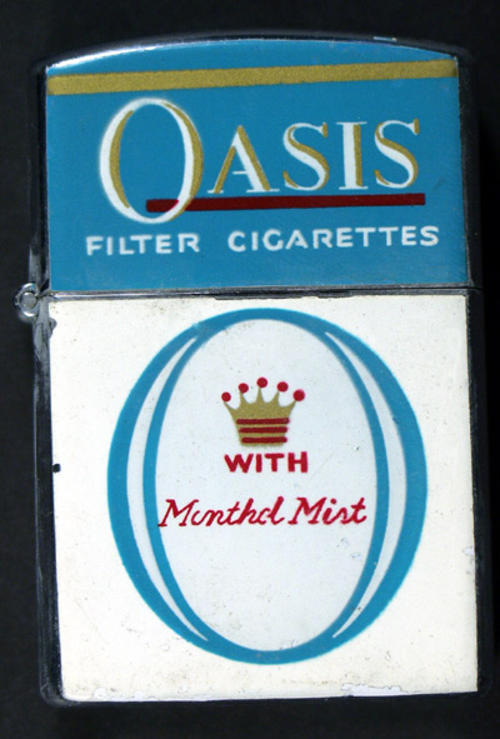 OASIS
FILTER CIGARETTES
WITH
Menthol Mist